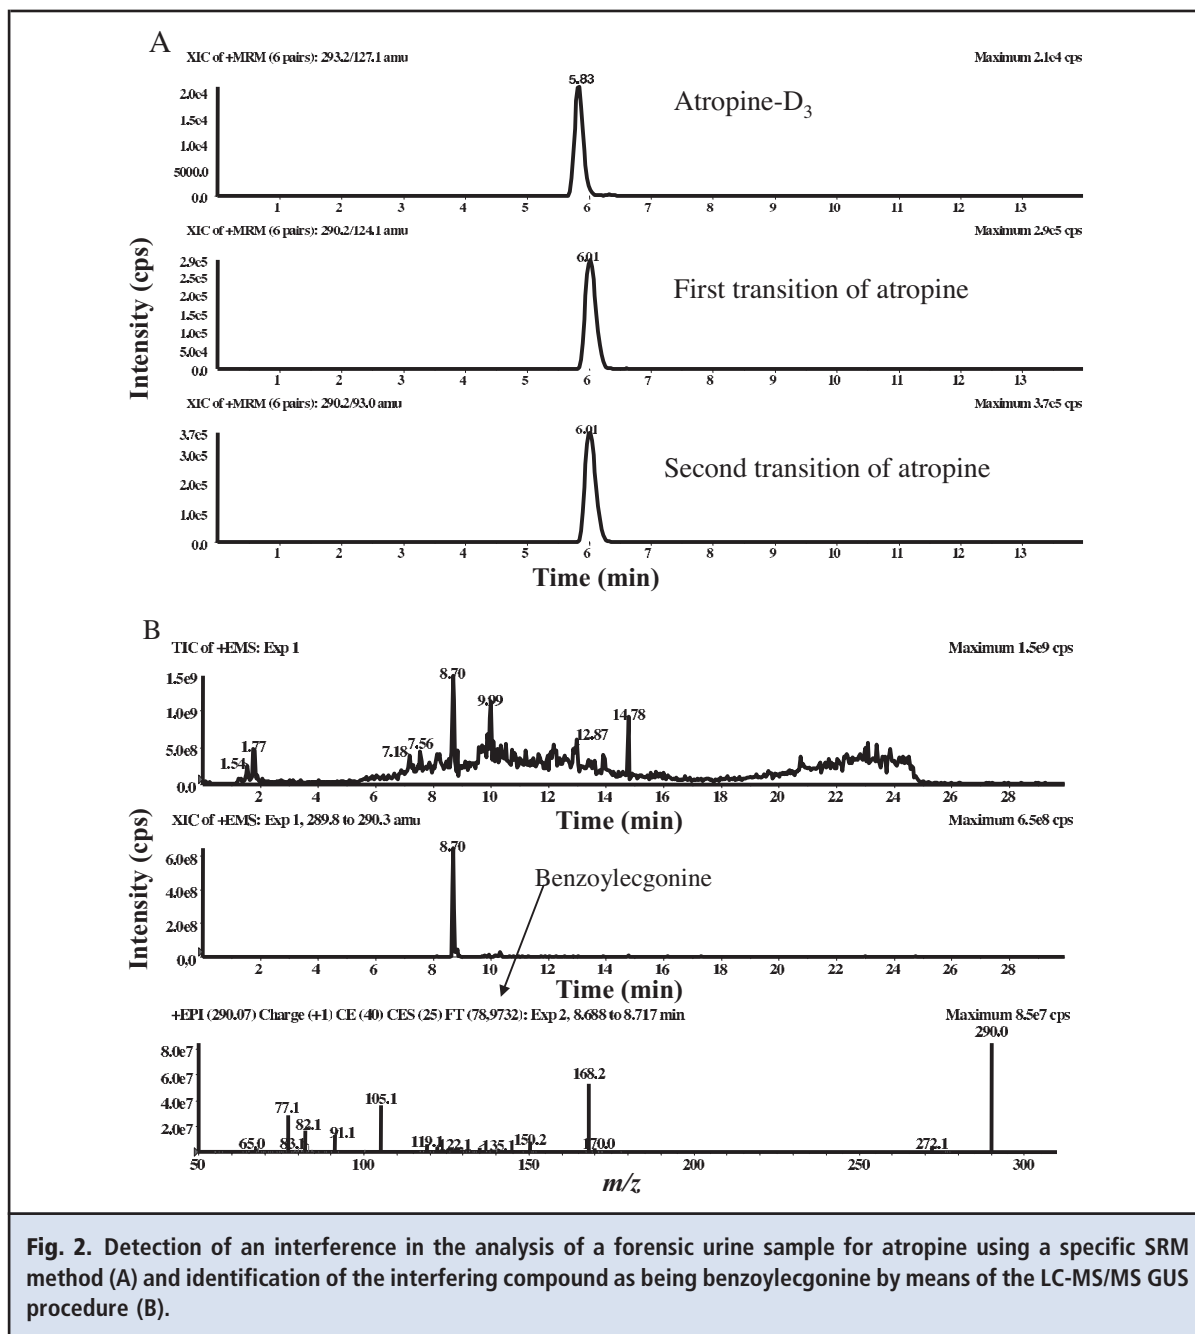 A
XIC of +MRM (6 pairs): 293.2/127.1 amu Maximum 2.1e4 cps
5.83
Atropine-D3
2.0e4
1.5e4
1.0e4
5000.0
0.0
1 2 3 4 5 6 7 8 9 10 11 12 13
XIC of +MRM (6 pairs): 290.2/124.1 amu Maximum 2.9e5 cps
6.01
First transition of atropine
2.9e5
2.5e5
2.0e5
1.5e5
1.0e5
5.0e4
0.0
1 2 3 4 5 6 7 8 9 10 11 12 13
Intensity (cps)
XIC of +MRM (6 pairs): 290.2/93.0 amu Maximum 3.7e5 cps
6.01
Second transition of atropine
3.7e5
3.0e5
2.0e5
1.0e5
0.0
1 2 3 4 5 6 7 8 9 10 11 12 13
Time (min)
B
TIC of +EMS: Exp 1 Maximum 1.5e9 cps
1.5e9
1.0e9
5.0e8
0.0
1.54 1.77 7.18 7.56 8.70 9.99 12.87 14.78
2 4 6 8 10 12 14 16 18 20 22 24 26 28
Time (min)
XIC of +EMS: Exp 1, 289.8 to 290.3 amu Maximum 6.5e8 cps
8.70
Benzoylecgonine
6.0e8
4.0e8
2.0e8
0,0
2 4 6 8 10 12 14 16 18 20 22 24 26 28
Time (min)
Intensity (cps)
+EPI (290.07) Charge (+1) CE (40) CES (25) FT (78,9732): Exp 2, 8.688 to 8.717 min Maximum 8.5e7 cps
8.0e7
6.0e7
4.0e7
2.0e7
65.0 77.1 82.1 83.1 91.1 105.1 119.1 122.1 135.1 150.2 168.2 170.0 272.1 290.0
50 100 150 200 250 300
m/z
Fig. 2. Detection of an interference in the analysis of a forensic urine sample for atropine using a specific SRM
method (A) and identification of the interfering compound as being benzoylecgonine by means of the LC-MS/MS GUS
procedure (B).